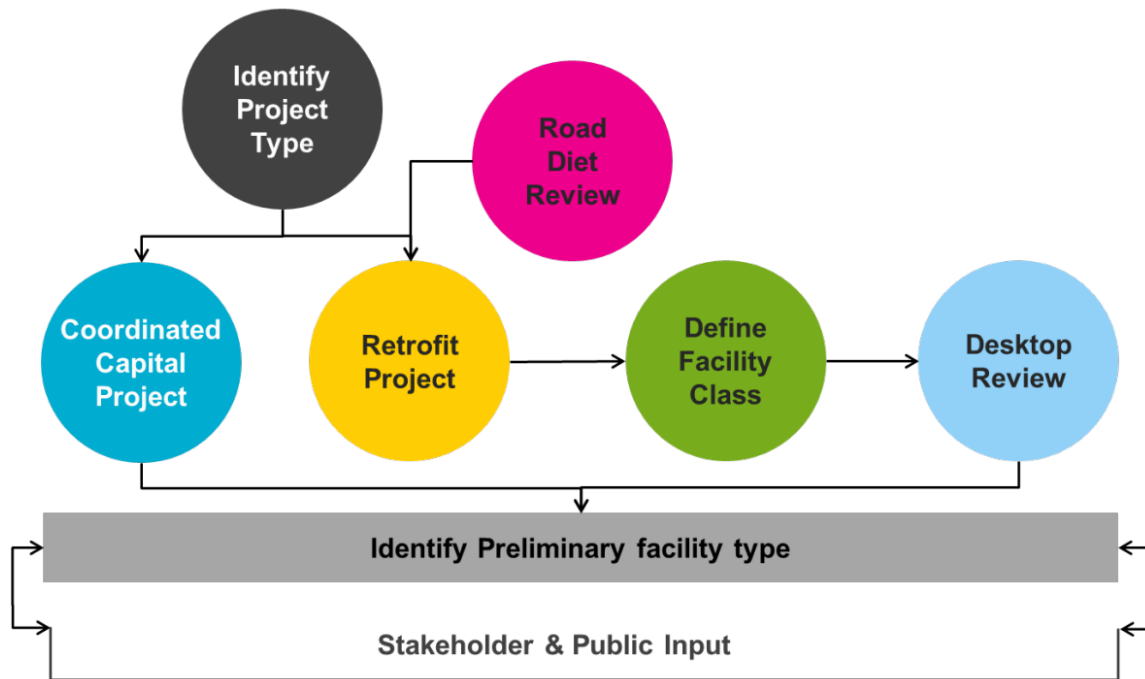 Identify
Project
Type
Road
Diet
Review
Coordinated
Capital
Project
Retrofit
Project
Define
Facility
Class
Desktop
Review
Identify Preliminary facility type
Stakeholder & Public Input